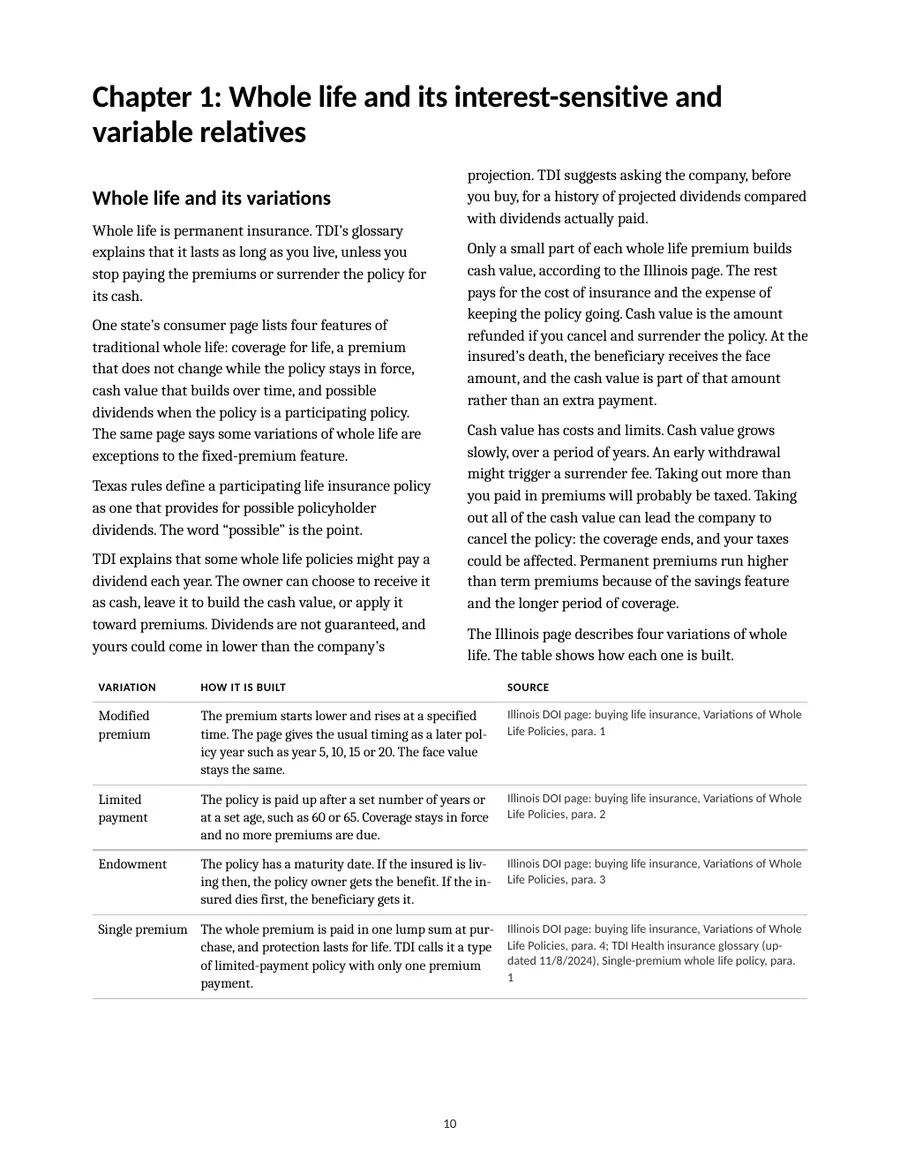 Chapter 1: Whole life and its interest-sensitive and
variable relatives
Whole life and its variations
Whole life is permanent insurance. TDI’s glossary
explains that it lasts as long as you live, unless you
stop paying the premiums or surrender the policy for
its cash.
One state’s consumer page lists four features of
traditional whole life: coverage for life, a premium
that does not change while the policy stays in force,
cash value that builds over time, and possible
dividends when the policy is a participating policy.
The same page says some variations of whole life are
exceptions to the fixed-premium feature.
Texas rules define a participating life insurance policy
as one that provides for possible policyholder
dividends. The word “possible” is the point.
TDI explains that some whole life policies might pay a
dividend each year. The owner can choose to receive it
as cash, leave it to build the cash value, or apply it
toward premiums. Dividends are not guaranteed, and
yours could come in lower than the company’s
projection. TDI suggests asking the company, before
you buy, for a history of projected dividends compared
with dividends actually paid.
Only a small part of each whole life premium builds
cash value, according to the Illinois page. The rest
pays for the cost of insurance and the expense of
keeping the policy going. Cash value is the amount
refunded if you cancel and surrender the policy. At the
insured’s death, the beneficiary receives the face
amount, and the cash value is part of that amount
rather than an extra payment.
Cash value has costs and limits. Cash value grows
slowly, over a period of years. An early withdrawal
might trigger a surrender fee. Taking out more than
you paid in premiums will probably be taxed. Taking
out all of the cash value can lead the company to
cancel the policy: the coverage ends, and your taxes
could be affected. Permanent premiums run higher
than term premiums because of the savings feature
and the longer period of coverage.
The Illinois page describes four variations of whole
life. The table shows how each one is built.
VARIATION HOW IT IS BUILT SOURCE
Modified
premium
The premium starts lower and rises at a specified
time. The page gives the usual timing as a later pol-
icy year such as year 5, 10, 15 or 20. The face value
stays the same.
Illinois DOI page: buying life insurance, Variations of Whole
Life Policies, para. 1
Limited
payment
The policy is paid up after a set number of years or
at a set age, such as 60 or 65. Coverage stays in force
and no more premiums are due.
Illinois DOI page: buying life insurance, Variations of Whole
Life Policies, para. 2
Endowment
The policy has a maturity date. If the insured is liv-
ing then, the policy owner gets the benefit. If the in-
sured dies first, the beneficiary gets it.
Illinois DOI page: buying life insurance, Variations of Whole
Life Policies, para. 3
Single premium
The whole premium is paid in one lump sum at pur-
chase, and protection lasts for life. TDI calls it a type
of limited-payment policy with only one premium
payment.
Illinois DOI page: buying life insurance, Variations of Whole
Life Policies, para. 4; TDI Health insurance glossary (up-
dated 11/8/2024), Single-premium whole life policy, para.
1
10